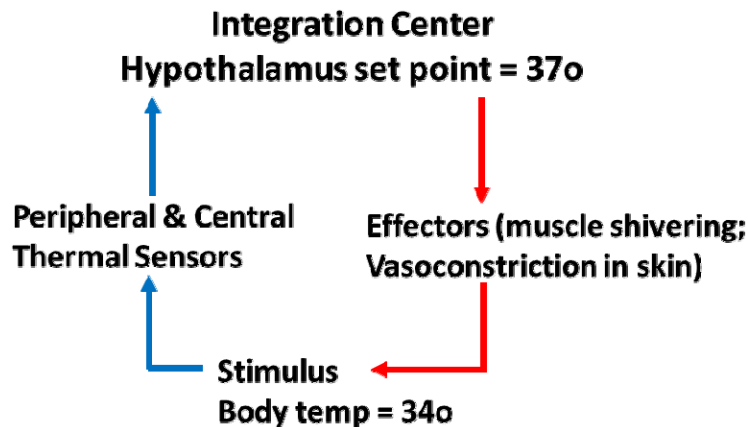 Integration Center
Hypothalamus set point = 37o
Peripheral & Central
Thermal Sensors
Effectors (muscle shivering;
Vasoconstriction in skin)
Stimulus
Body temp = 34o